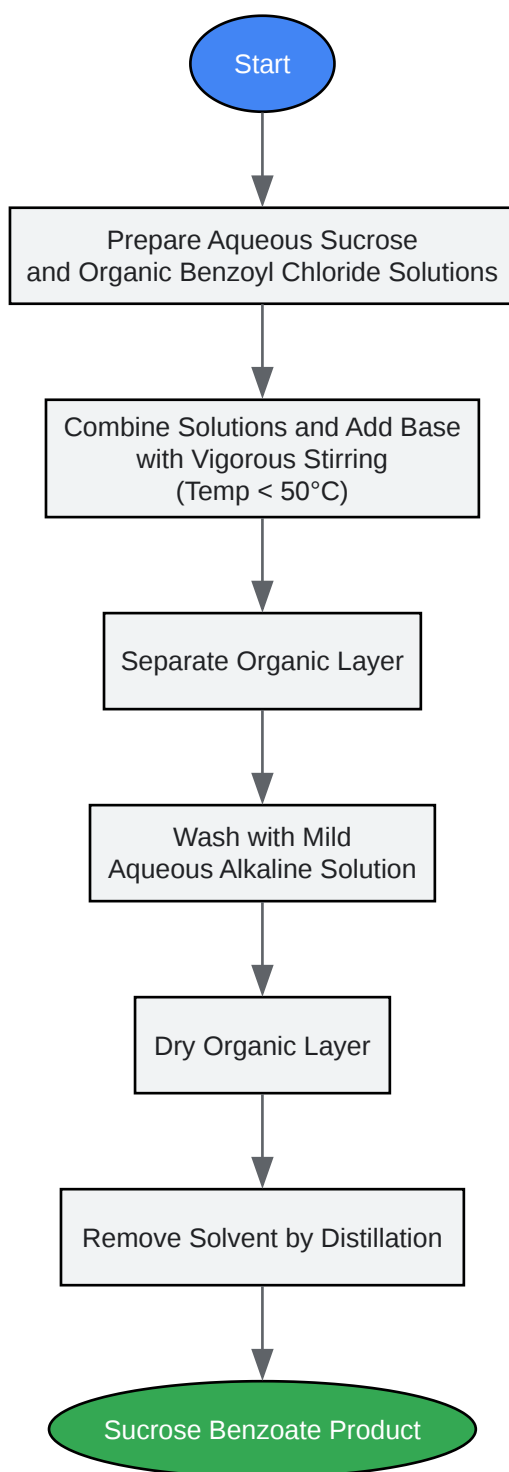 Start
Prepare Aqueous Sucrose
and Organic Benzoyl Chloride Solutions
Combine Solutions and Add Base
with Vigorous Stirring
(Temp < 50°C)
Separate Organic Layer
Wash with Mild
Aqueous Alkaline Solution
Dry Organic Layer
Remove Solvent by Distillation
Sucrose Benzoate Product